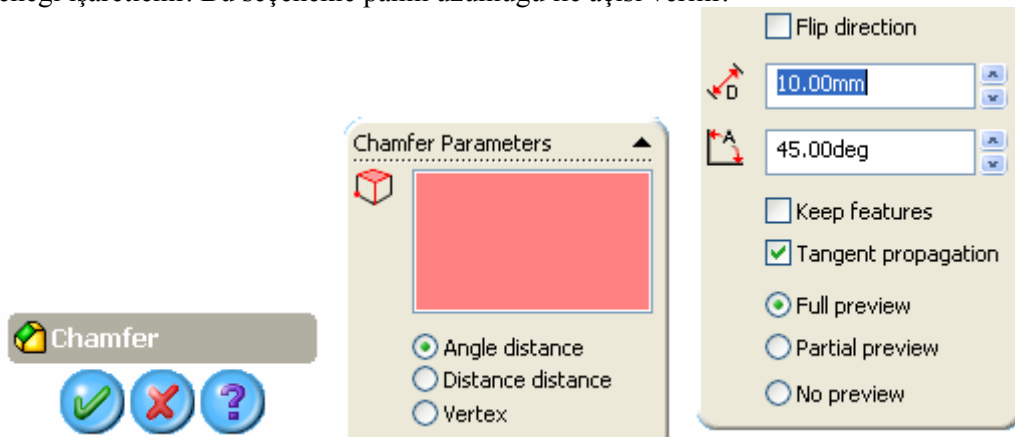 Flip direction
D
10.00mm
A
45.00deg
Keep features
Tangent propagation
Full preview
Partial preview
No preview
Chamfer Parameters
Angle distance
Distance distance
Vertex
Chamfer
?